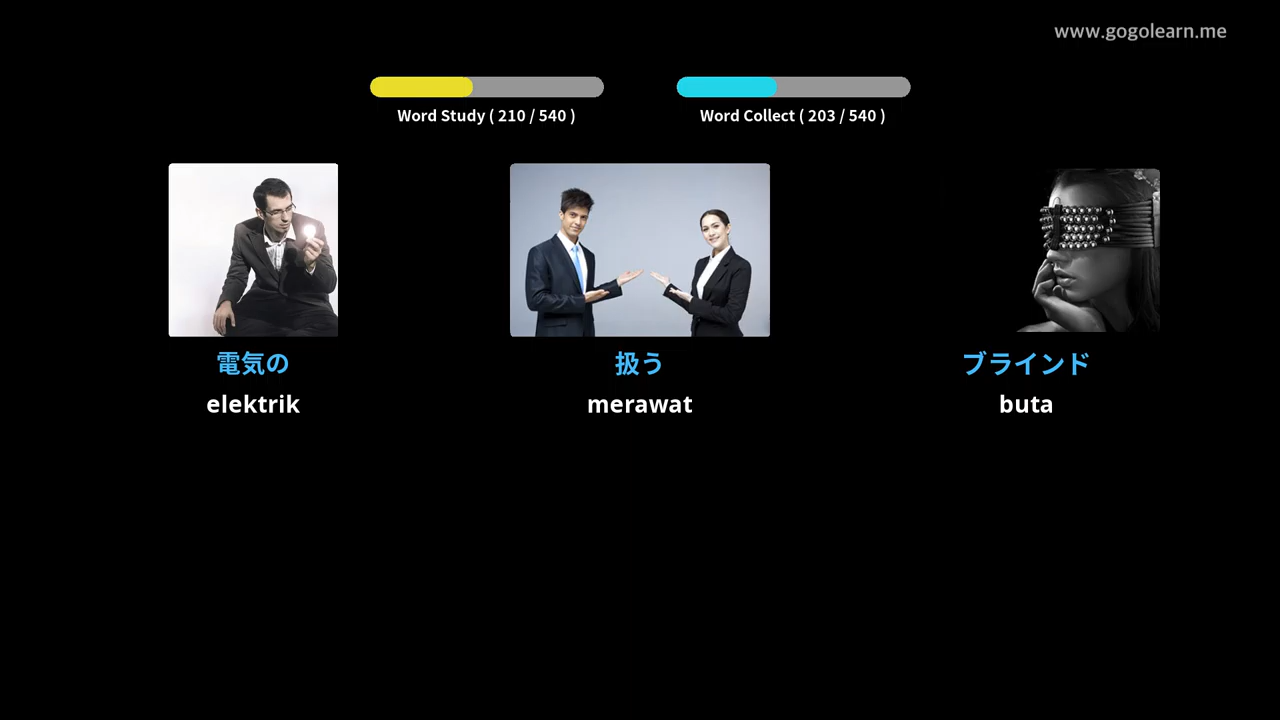 www.gogolearn.me
Word Study ( 210 / 540 )
Word Collect ( 203 / 540 )
電気の
elektrik
扱う
merawat
ブラインド
buta